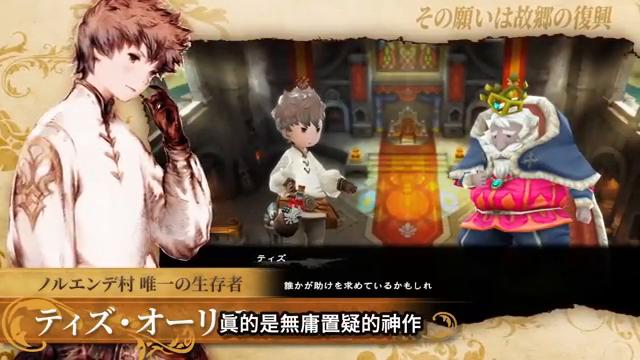 その願いは故郷の復興
ティズ
誰かが助けを求めているかもしれ
ノルエンデ村 唯一の生存者
ティズ・オーリ
真的是無庸置疑的神作